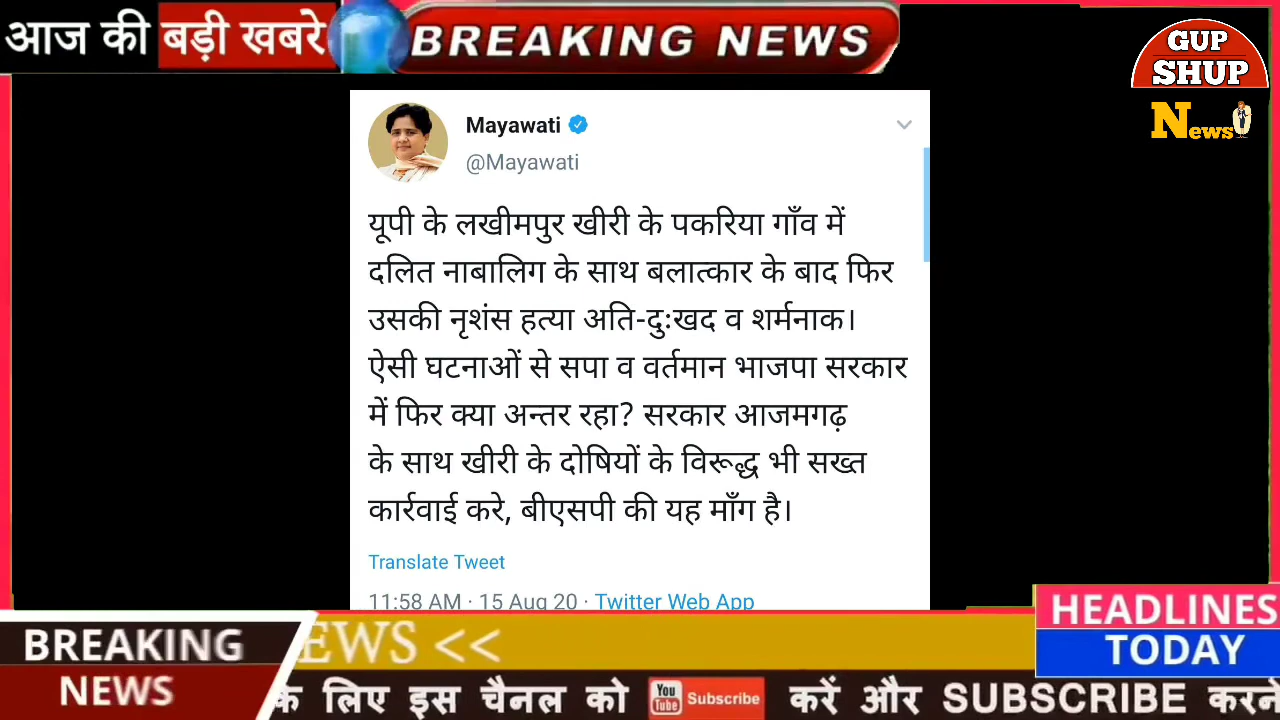 आज की बड़ी खबरे
BREAKING NEWS
GUP
SHUP
News
Mayawati
@Mayawati
यूपी के लखीमपुर खीरी के पकरिया गाँव में
दलित नाबालिग के साथ बलात्कार के बाद फिर
उसकी नृशंस हत्या अति-दुःखद व शर्मनाक।
ऐसी घटनाओं से सपा व वर्तमान भाजपा सरकार
में फिर क्या अन्तर रहा? सरकार आजमगढ़
के साथ खीरी के दोषियों के विरूद्ध भी सख्त
कार्रवाई करे, बीएसपी की यह माँग है।
Translate Tweet
11:58 AM · 15 Aug 20 · Twitter Web App
HEADLINES
TODAY
BREAKING
NEWS
EWS <<
के लिए इस चैनल को You Tube Subscribe करें और SUBSCRIBE करने